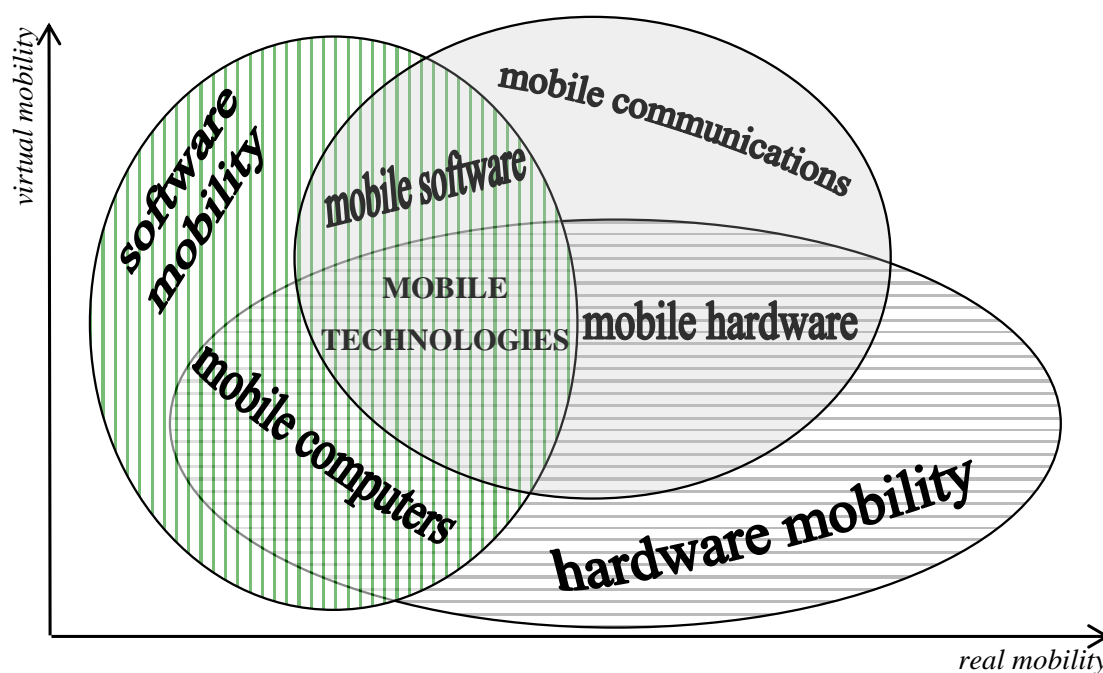 virtual mobility
software
mobility
mobile communications
mobile software
MOBILE
TECHNOLOGIES
mobile hardware
mobile computers
hardware mobility
real mobility